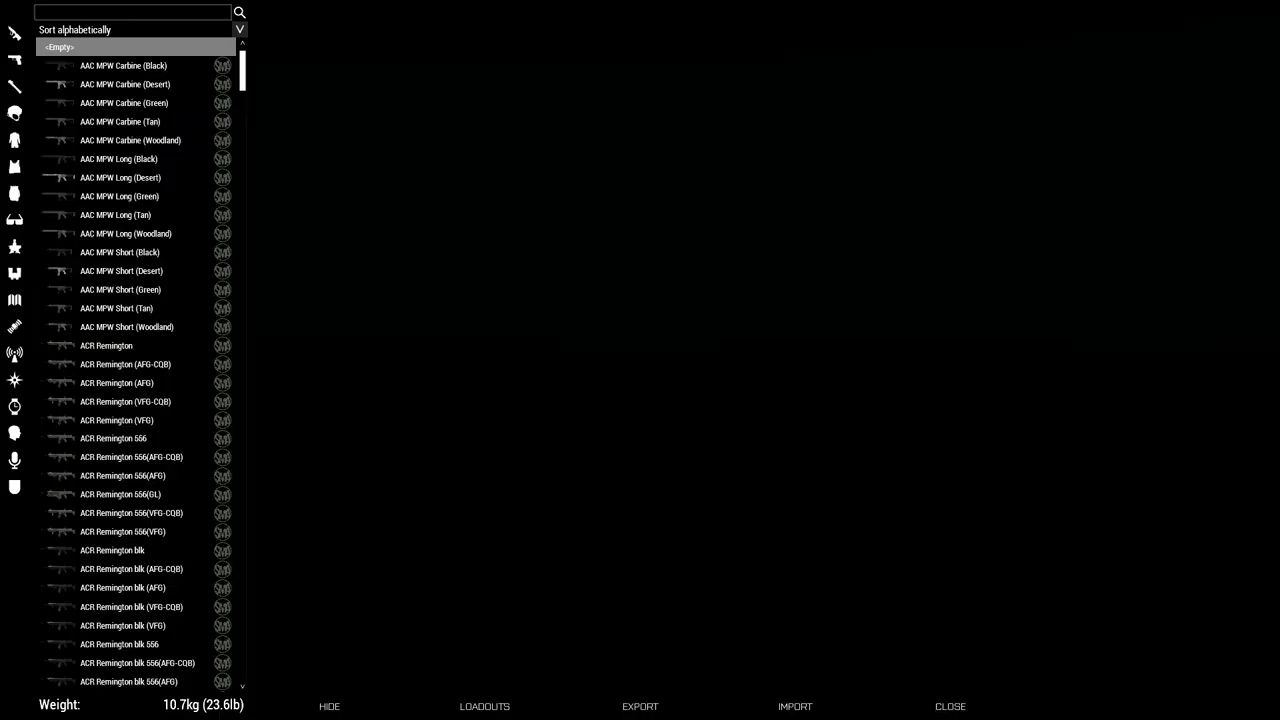 Sort alphabetically
<Empty>
AAC MPW Carbine (Black)
AAC MPW Carbine (Desert)
AAC MPW Carbine (Green)
AAC MPW Carbine (Tan)
AAC MPW Carbine (Woodland)
AAC MPW Long (Black)
AAC MPW Long (Desert)
AAC MPW Long (Green)
AAC MPW Long (Tan)
AAC MPW Long (Woodland)
AAC MPW Short (Black)
AAC MPW Short (Desert)
AAC MPW Short (Green)
AAC MPW Short (Tan)
AAC MPW Short (Woodland)
ACR Remington
ACR Remington (AFG-CQB)
ACR Remington (AFG)
ACR Remington (VFG-CQB)
ACR Remington (VFG)
ACR Remington 556
ACR Remington 556(AFG-CQB)
ACR Remington 556(AFG)
ACR Remington 556(GL)
ACR Remington 556(VFG-CQB)
ACR Remington 556(VFG)
ACR Remington blk
ACR Remington blk (AFG-CQB)
ACR Remington blk (AFG)
ACR Remington blk (VFG-CQB)
ACR Remington blk (VFG)
ACR Remington blk 556
ACR Remington blk 556(AFG-CQB)
ACR Remington blk 556(AFG)
Weight: 10.7kg (23.6lb)
HIDE LOADOUTS EXPORT IMPORT CLOSE